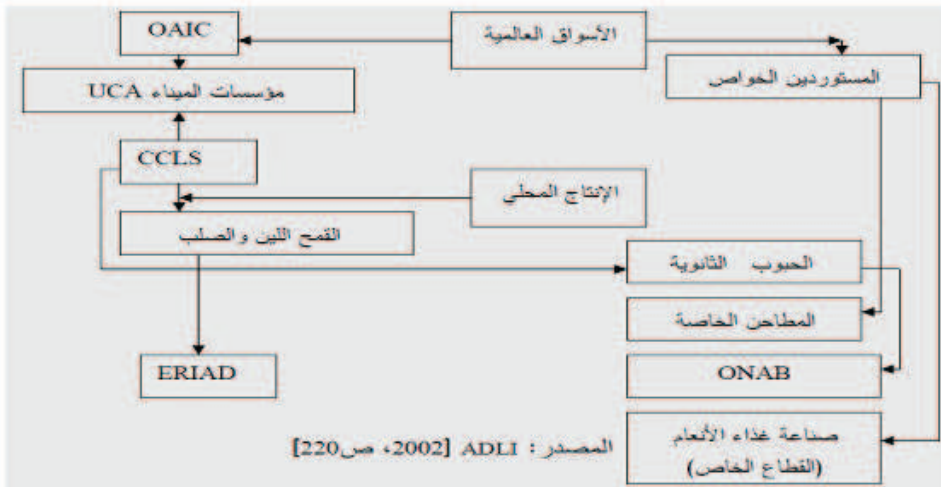 الأسواق العالمية
OAIC
المستوردين الخواص
مؤسسات الميناء UCA
CCLS
الإنتاج المحلي
القمح اللين والصلب
الحبوب الثانوية
المطاحن الخاصة
ERIAD
ONAB
صناعة غذاء الأنعام
(القطاع الخاص)
المصدر: ADLI [2002، ص220]